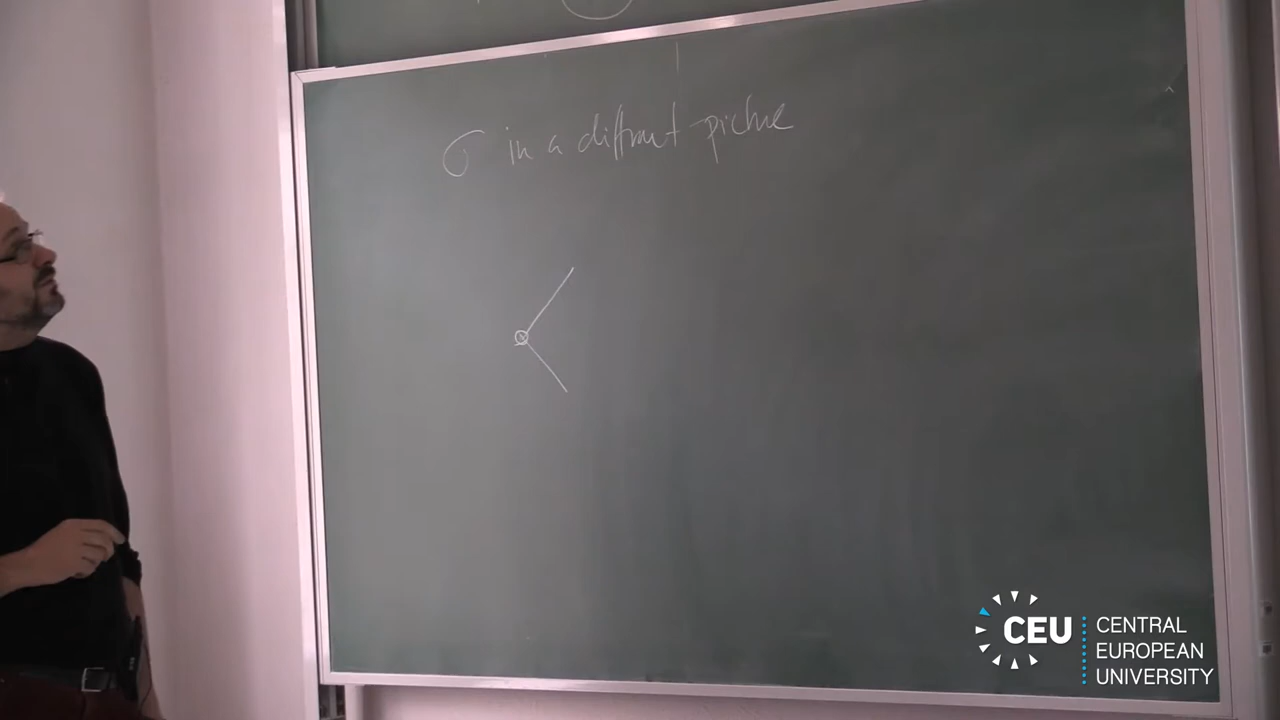 σ in a different picture
CEU
CENTRAL
EUROPEAN
UNIVERSITY